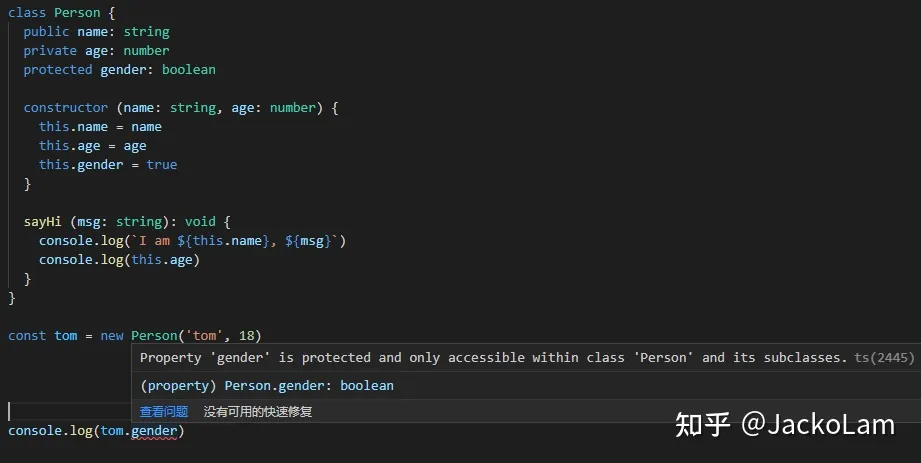 class Person {
  public name: string
  private age: number
  protected gender: boolean

  constructor (name: string, age: number) {
    this.name = name
    this.age = age
    this.gender = true
  }

  sayHi (msg: string): void {
    console.log(`I am ${this.name}, ${msg}`)
    console.log(this.age)
  }
}

const tom = new Person('tom', 18)
Property 'gender' is protected and only accessible within class 'Person' and its subclasses. ts(2445)
(property) Person.gender: boolean
查看问题 没有可用的快速修复
console.log(tom.gender)
知乎 @JackoLam